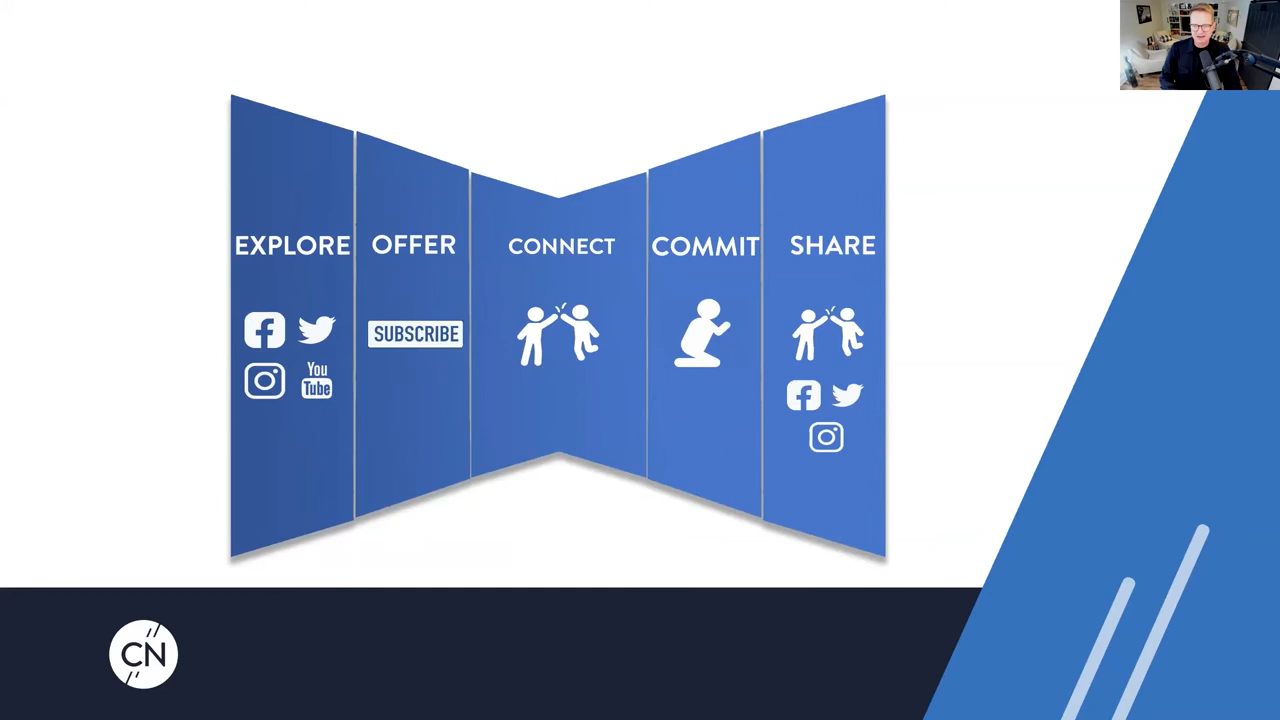 EXPLORE
OFFER
CONNECT
COMMIT
SHARE
SUBSCRIBE
You
Tube
CN